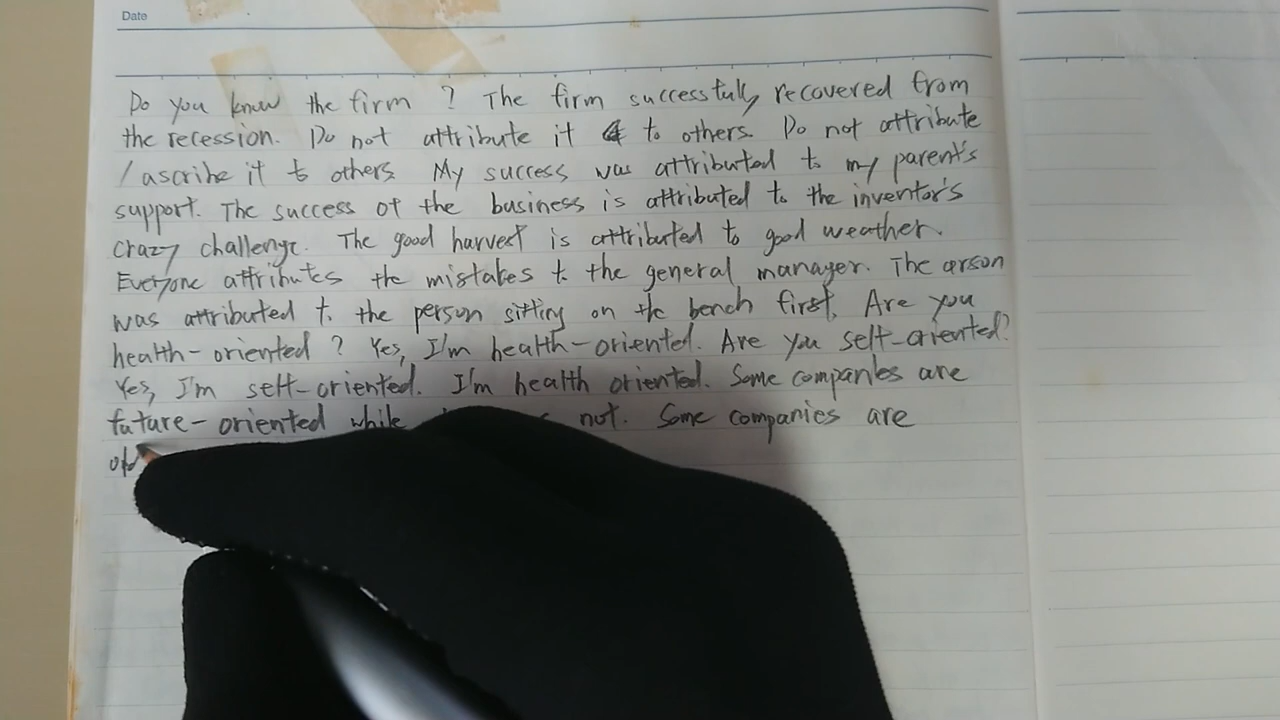 Date
Do you know the firm ? The firm successfully recovered from
the recession. Do not attribute it to others. Do not attribute
/ ascribe it to others. My success was attributed to my parent's
support. The success of the business is attributed to the inventor's
crazy challenge. The good harvest is attributed to good weather.
Everyone attributes the mistakes to the general manager. The arson
was attributed to the person sitting on the bench first. Are you
health-oriented ? Yes, I'm health-oriented. Are you self-oriented?
Yes, I'm self-oriented. I'm health oriented. Some companies are
future-oriented while not. Some companies are